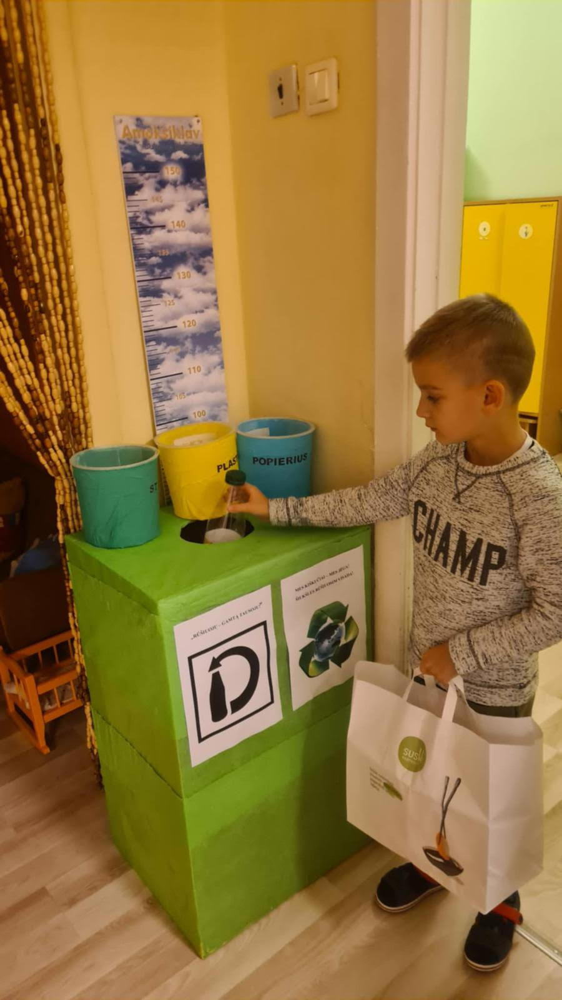 Amoksiklav
150
145
140
135
130
125
120
110
105
100
ST
PLAS
POPIERIUS
CHAMP
„RŪŠIUOJU – GAMTĄ TAUSOJU!"
MES KIŠKUČIAI – MES JĖGA!
ŠIUKŠLES RŪŠIUOSIM VISADA!